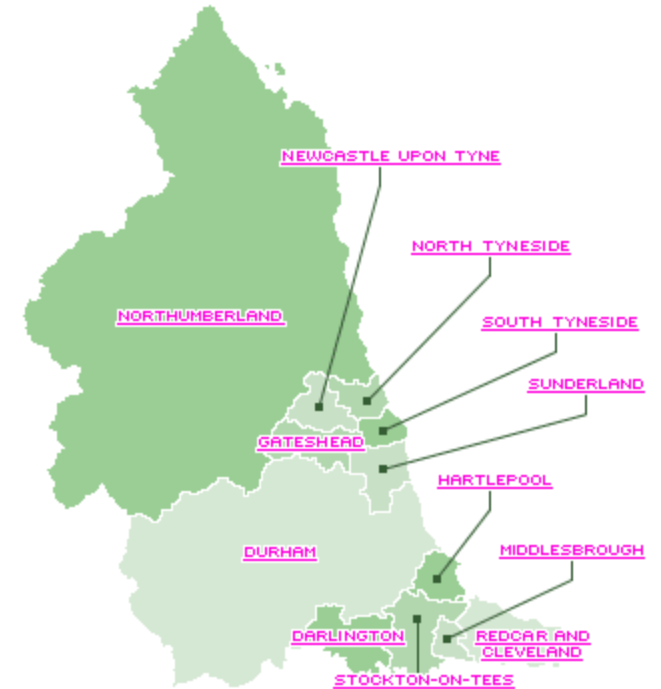 NEWCASTLE UPON TYNE
NORTH TYNESIDE
NORTHUMBERLAND
SOUTH TYNESIDE
SUNDERLAND
GATESHEAD
HARTLEPOOL
DURHAM
MIDDLESBROUGH
DARLINGTON
REDCAR AND
CLEVELAND
STOCKTON-ON-TEES